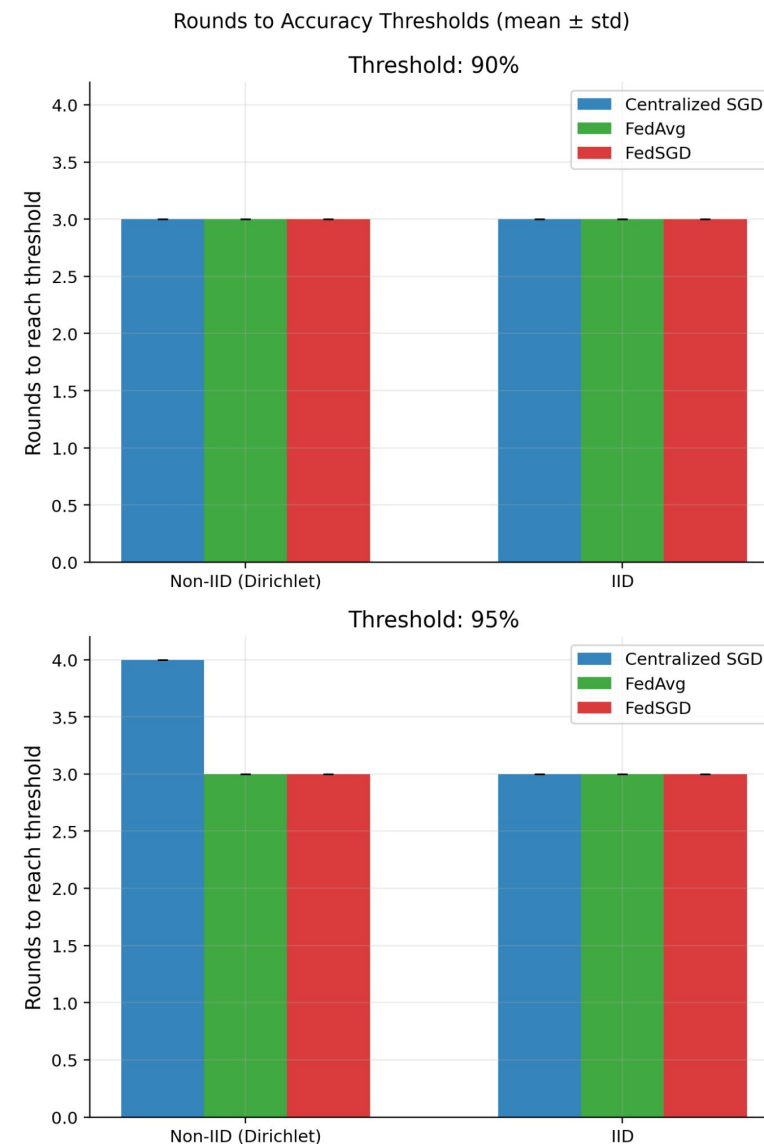 Rounds to Accuracy Thresholds (mean ± std)
Threshold: 90%
Rounds to reach threshold
4.0
3.5
3.0
2.5
2.0
1.5
1.0
0.5
0.0
Centralized SGD
FedAvg
FedSGD
Non-IID (Dirichlet)
IID
Threshold: 95%
Rounds to reach threshold
4.0
3.5
3.0
2.5
2.0
1.5
1.0
0.5
0.0
Centralized SGD
FedAvg
FedSGD
Non-IID (Dirichlet)
IID